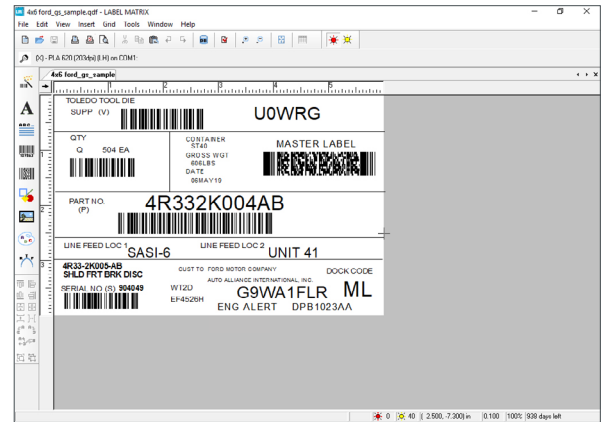 4x6 ford_gs_sample.qdf - LABEL MATRIX
File Edit View Insert Grid Tools Window Help
(X) - PLA 620 (203dpi) (LH) on COM1:
4x6 ford_gs_sample
TOLEDO TOOL DIE
SUPP (V)
U0WRG
QTY
Q 504 EA
CONTAINER
ST40
GROSS WGT
606LBS
DATE
06MAY10
MASTER LABEL
PART NO.
(P)
4R332K004AB
LINE FEED LOC 1
SASI-6
LINE FEED LOC 2
UNIT 41
4R33-2K005-AB
SHLD FRT BRK DISC
CUST TO FORD MOTOR COMPANY
AUTO ALLIANCE INTERNATIONAL, INC.
DOCK CODE
SERIAL NO (S) 904049
WT2D
EF4526H
G9WA1FLR
ML
ENG ALERT DPB1023AA
0 40 ( 2.500, -7.300) in 0.100 100% 939 days left